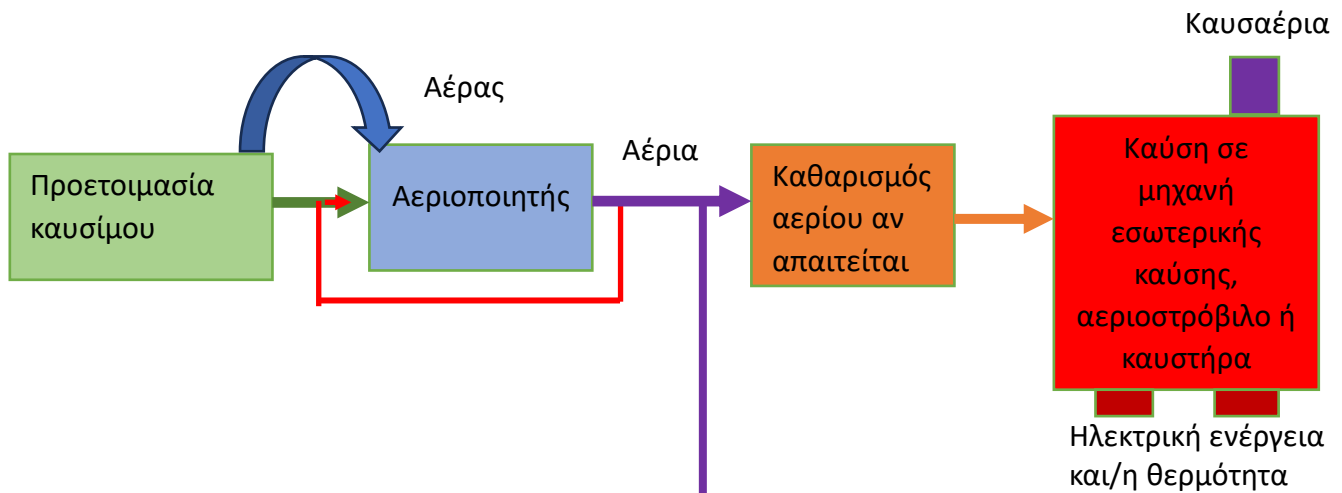 Καυσαέρια
Αέρας
Προετοιμασία
καυσίμου
Αεριοποιητής
Αέρια
Καθαρισμός
αερίου αν
απαιτείται
Καύση σε
μηχανή
εσωτερικής
καύσης,
αεριοστρόβιλο ή
καυστήρα
Ηλεκτρική ενέργεια
και/η θερμότητα